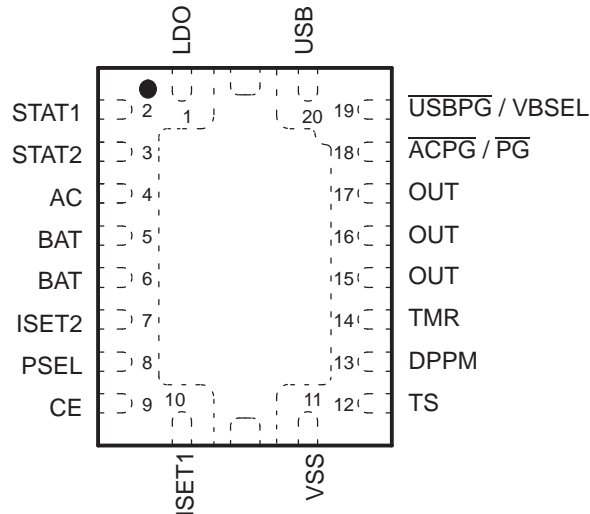 LDO
USB
1
20
STAT1 2
19 USBPG / VBSEL
STAT2 3
18 ACPG / PG
AC 4
17 OUT
BAT 5
16 OUT
BAT 6
15 OUT
ISET2 7
14 TMR
PSEL 8
13 DPPM
CE 9
12 TS
10
11
ISET1
VSS